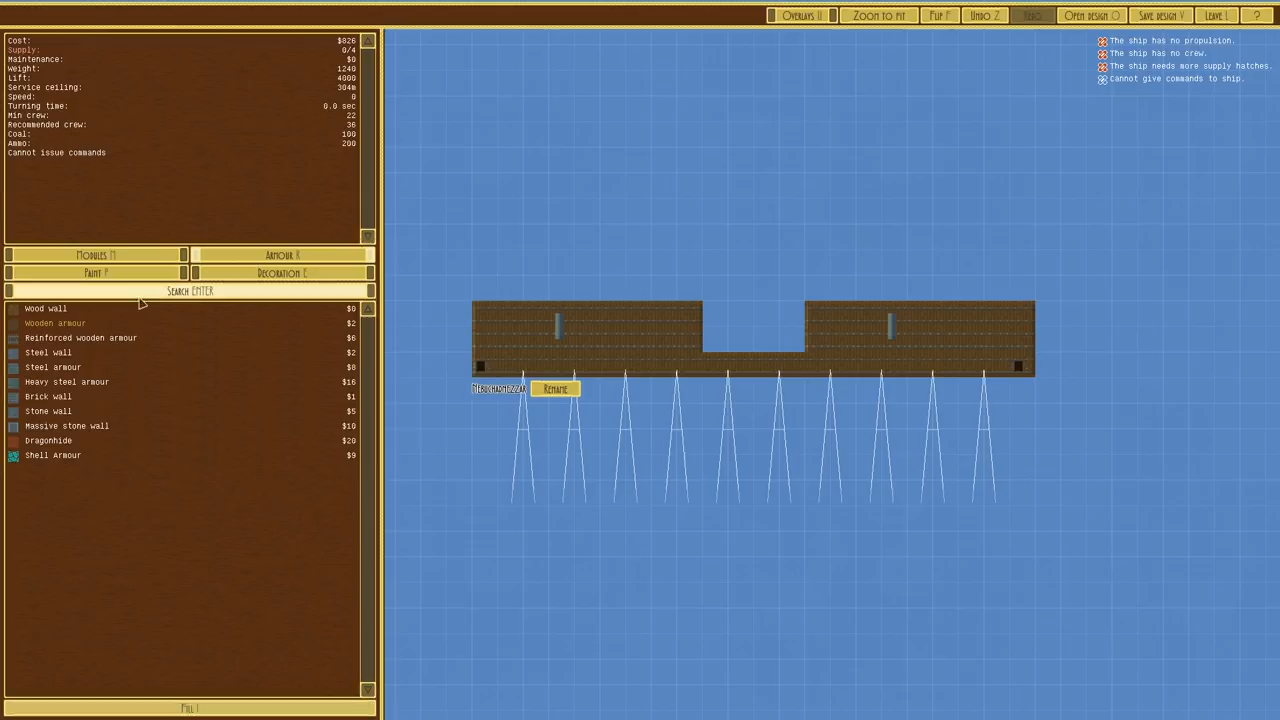 Overlays U
Zoom to fit
Flip F
Undo Z
Redo
Open design O
Save design V
Leave L
?
Cost: $826
Supply: 0/4
Maintenance: $0
Weight: 1240
Lift: 4000
Service ceiling: 304m
Speed: 0
Turning time: 0.0 sec
Min crew: 22
Recommended crew: 36
Coal: 100
Ammo: 200
Cannot issue commands
The ship has no propulsion.
The ship has no crew.
The ship needs more supply hatches.
Cannot give commands to ship.
Modules M
Armour R
Paint P
Decoration E
Search ENTER
Wood wall $0
Wooden armour $2
Reinforced wooden armour $6
Steel wall $2
Steel armour $8
Heavy steel armour $16
Brick wall $1
Stone wall $5
Massive stone wall $10
Dragonhide $20
Shell Armour $9
Nebuchadnezzar
Rename
Fill I